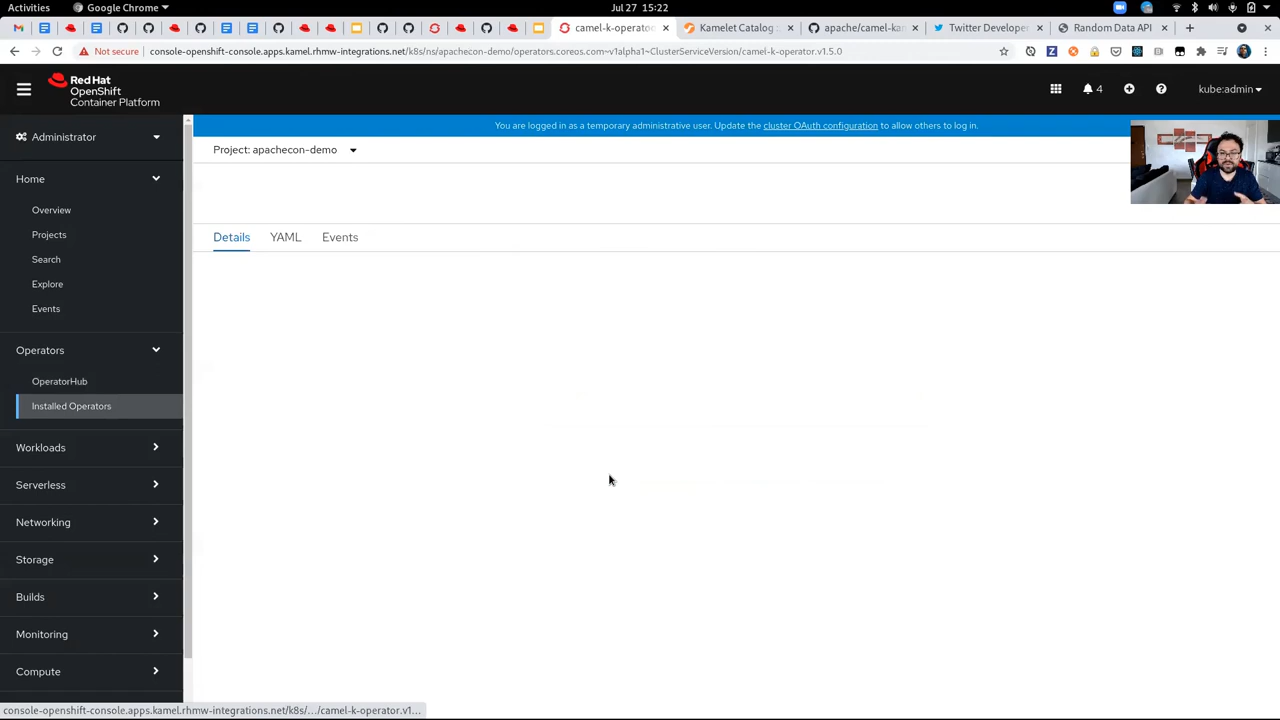 Activities
Google Chrome
Jul 27 15:22
camel-k-operato
Kamelet Catalog
apache/camel-kam
Twitter Develope
Random Data API
Not secure
console-openshift-console.apps.kamel.rhmw-integrations.net/k8s/ns/apachecon-demo/operators.coreos.com~v1alpha1~ClusterServiceVersion/camel-k-operator.v1.5.0
Red Hat
OpenShift
Container Platform
4
kube:admin
You are logged in as a temporary administrative user. Update the cluster OAuth configuration to allow others to log in.
Administrator
Project: apachecon-demo
Home
Overview
Projects
Search
Explore
Events
Details
YAML
Events
Operators
OperatorHub
Installed Operators
Workloads
Serverless
Networking
Storage
Builds
Monitoring
Compute
console-openshift-console.apps.kamel.rhmw-integrations.net/k8s/.../camel-k-operator.v1...